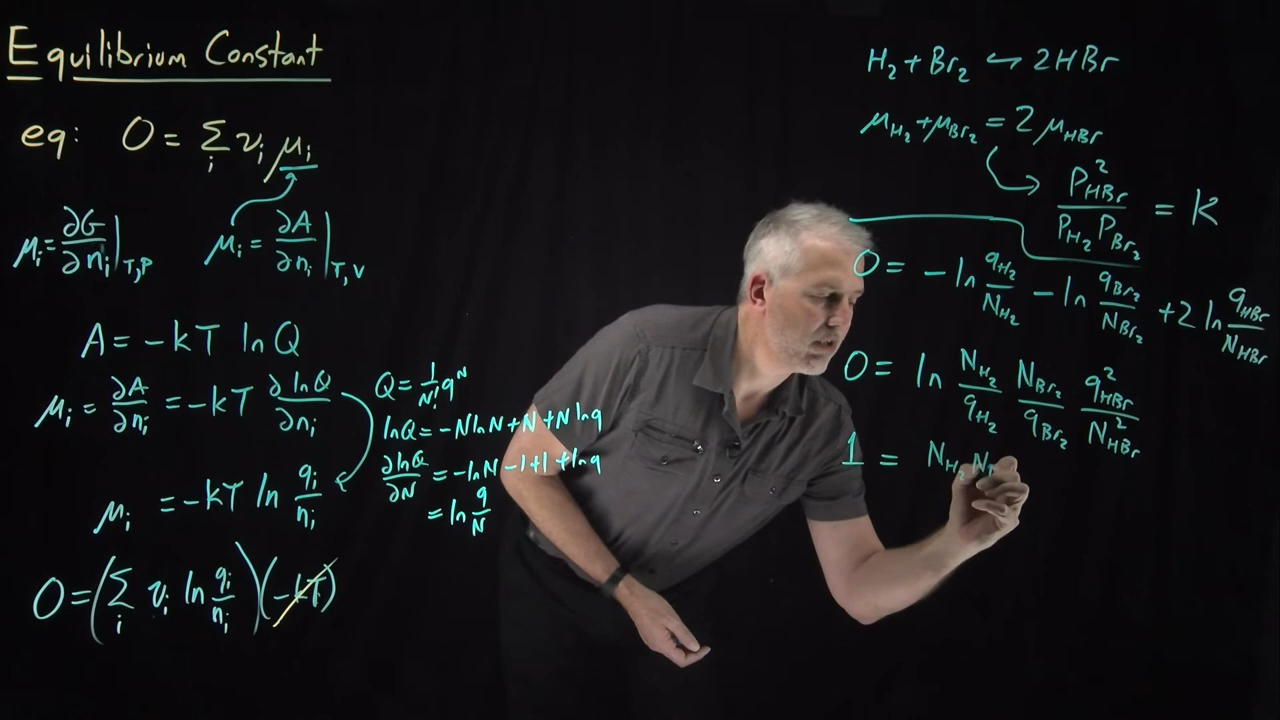 Equilibrium Constant
eq: 0 = Σ_i ν_i μ_i
μ_i = ∂G/∂n_i |T,P
μ_i = ∂A/∂n_i |T,V
A = -kT ln Q
μ_i = ∂A/∂n_i = -kT ∂lnQ/∂n_i
Q = 1/N! q^N
lnQ = -N ln N + N + N ln q
∂lnQ/∂N = -ln N - 1 + 1 + ln q
= ln q/N
μ_i = -kT ln q_i/n_i
0 = (Σ_i ν_i ln q_i/n_i)(-kT)
H₂ + Br₂ ⇌ 2HBr
μ_H₂ + μ_Br₂ = 2 μ_HBr
P²_HBr / P_H₂ P_Br₂ = K
0 = -ln q_H₂/N_H₂ - ln q_Br₂/N_Br₂ + 2 ln q_HBr/N_HBr
0 = ln N_H₂/q_H₂ N_Br₂/q_Br₂ q²_HBr/N²_HBr
1 = N_H₂ N